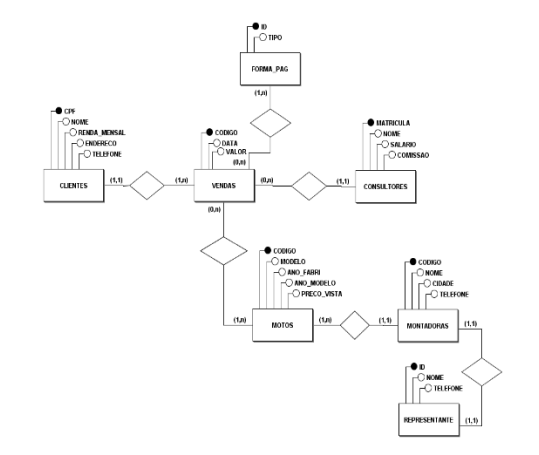 ID
TIPO
FORMA_PAG
(1,n)
CPF
NOME
RENDA_MENSAL
ENDERECO
TELEFONE
CLIENTES
(1,1)
(1,n)
CODIGO
DATA
VALOR
(0,n)
VENDAS
(0,n)
(0,n)
MATRICULA
NOME
SALARIO
COMISSAO
(1,1)
CONSULTORES
CODIGO
MODELO
ANO_FABRI
ANO_MODELO
PRECO_VISTA
(1,n)
MOTOS
(1,n)
CODIGO
NOME
CIDADE
TELEFONE
(1,1)
MONTADORAS
(1,1)
ID
NOME
TELEFONE
REPRESENTANTE
(1,1)